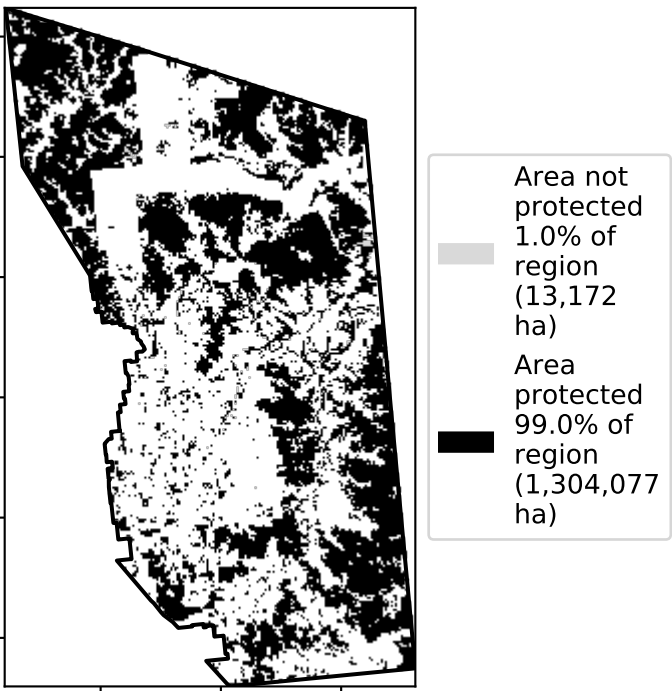 Area not
protected
1.0% of
region
(13,172
ha)
Area
protected
99.0% of
region
(1,304,077
ha)